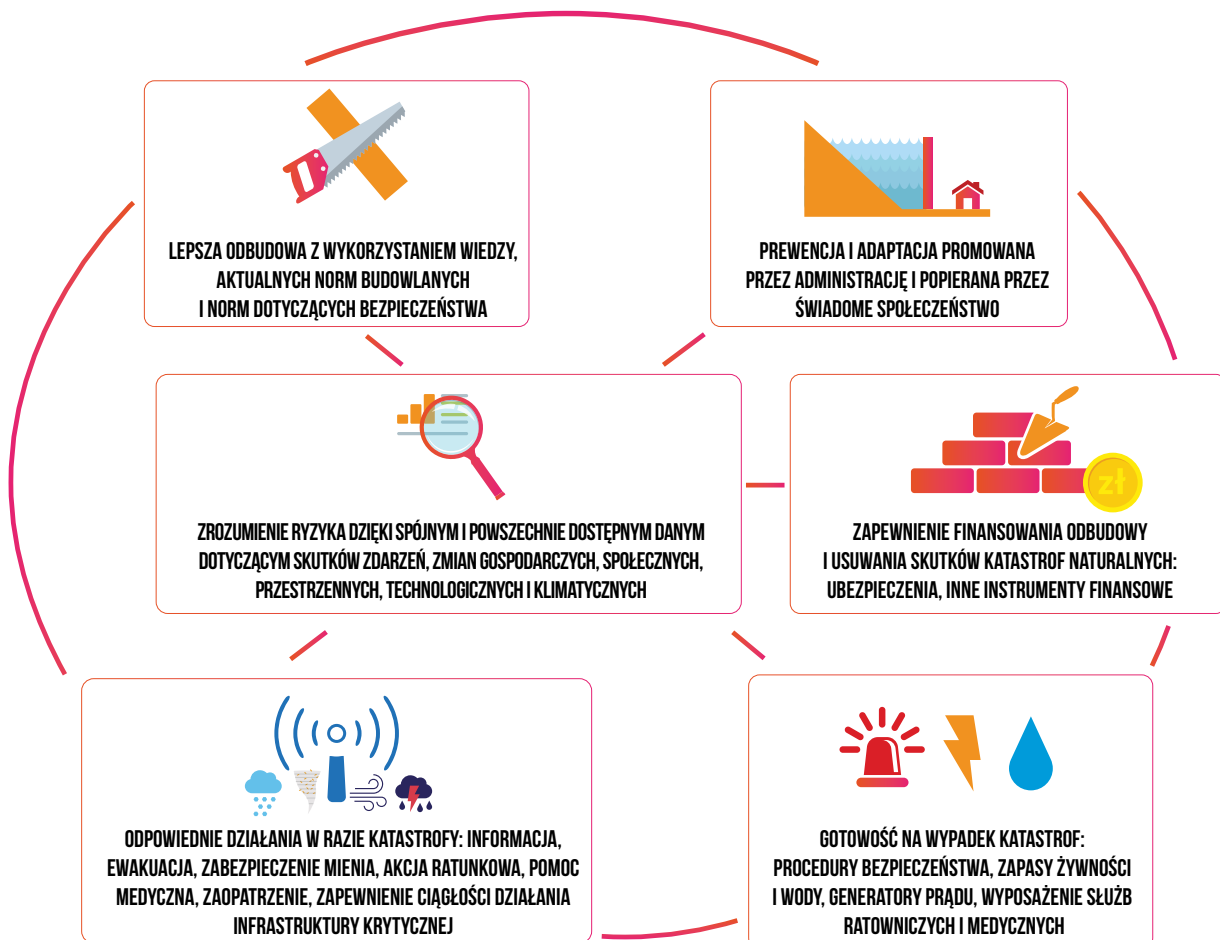 LEPSZA ODBUDOWA Z WYKORZYSTANIEM WIEDZY,
AKTUALNYCH NORM BUDOWLANYCH
I NORM DOTYCZĄCYCH BEZPIECZEŃSTWA
PREWENCJA I ADAPTACJA PROMOWANA
PRZEZ ADMINISTRACJĘ I POPIERANA PRZEZ
ŚWIADOME SPOŁECZEŃSTWO
ZROZUMIENIE RYZYKA DZIĘKI SPÓJNYM I POWSZECHNIE DOSTĘPNYM DANYM
DOTYCZĄCYM SKUTKÓW ZDARZEŃ, ZMIAN GOSPODARCZYCH, SPOŁECZNYCH,
PRZESTRZENNYCH, TECHNOLOGICZNYCH I KLIMATYCZNYCH
zł
ZAPEWNIENIE FINANSOWANIA ODBUDOWY
I USUWANIA SKUTKÓW KATASTROF NATURALNYCH:
UBEZPIECZENIA, INNE INSTRUMENTY FINANSOWE
ODPOWIEDNIE DZIAŁANIA W RAZIE KATASTROFY: INFORMACJA,
EWAKUACJA, ZABEZPIECZENIE MIENIA, AKCJA RATUNKOWA, POMOC
MEDYCZNA, ZAOPATRZENIE, ZAPEWNIENIE CIĄGŁOŚCI DZIAŁANIA
INFRASTRUKTURY KRYTYCZNEJ
GOTOWOŚĆ NA WYPADEK KATASTROF:
PROCEDURY BEZPIECZEŃSTWA, ZAPASY ŻYWNOŚCI
I WODY, GENERATORY PRĄDU, WYPOSAŻENIE SŁUŻB
RATOWNICZYCH I MEDYCZNYCH